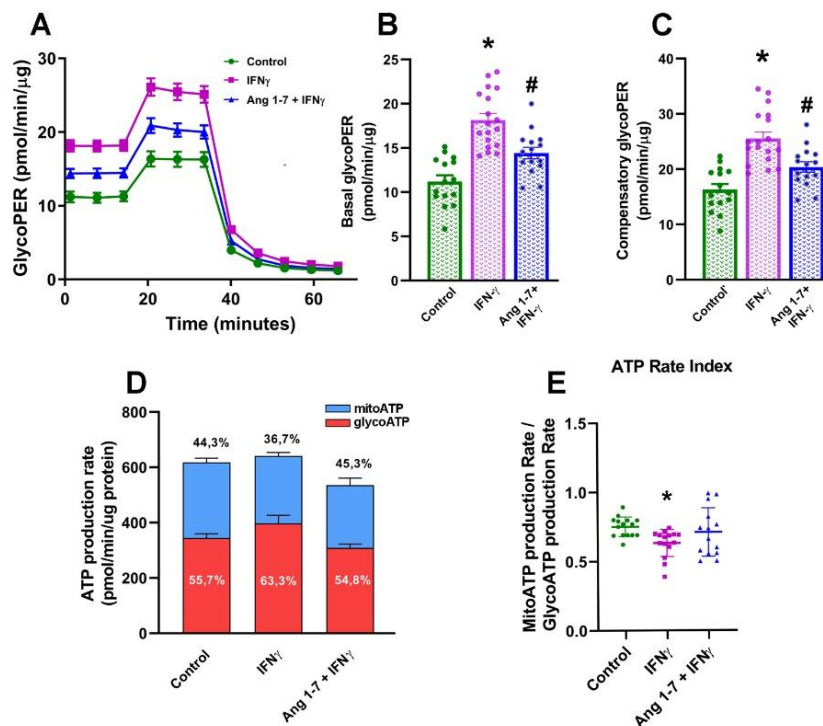 A
GlycoPER (pmol/min/µg)
30
20
10
0
0
20
40
60
Time (minutes)
Control
IFNγ
Ang 1-7 + IFNγ
B
Basal glycoPER
(pmol/min/µg)
25
20
15
10
5
0
*
#
Control
IFN-γ
Ang 1-7+
IFN-γ
C
Compensatory glycoPER
(pmol/min/µg)
40
30
20
10
0
*
#
Control
IFN-γ
Ang 1-7+
IFN-γ
D
ATP production rate
(pmol/min/ug protein)
800
600
400
200
0
mitoATP
glycoATP
44,3%
36,7%
45,3%
55,7%
63,3%
54,8%
Control
IFNγ
Ang 1-7 + IFNγ
E
ATP Rate Index
MitoATP production Rate /
GlycoATP production Rate
1.5
1.0
0.5
0.0
*
Control
IFNγ
Ang 1-7 + IFNγ